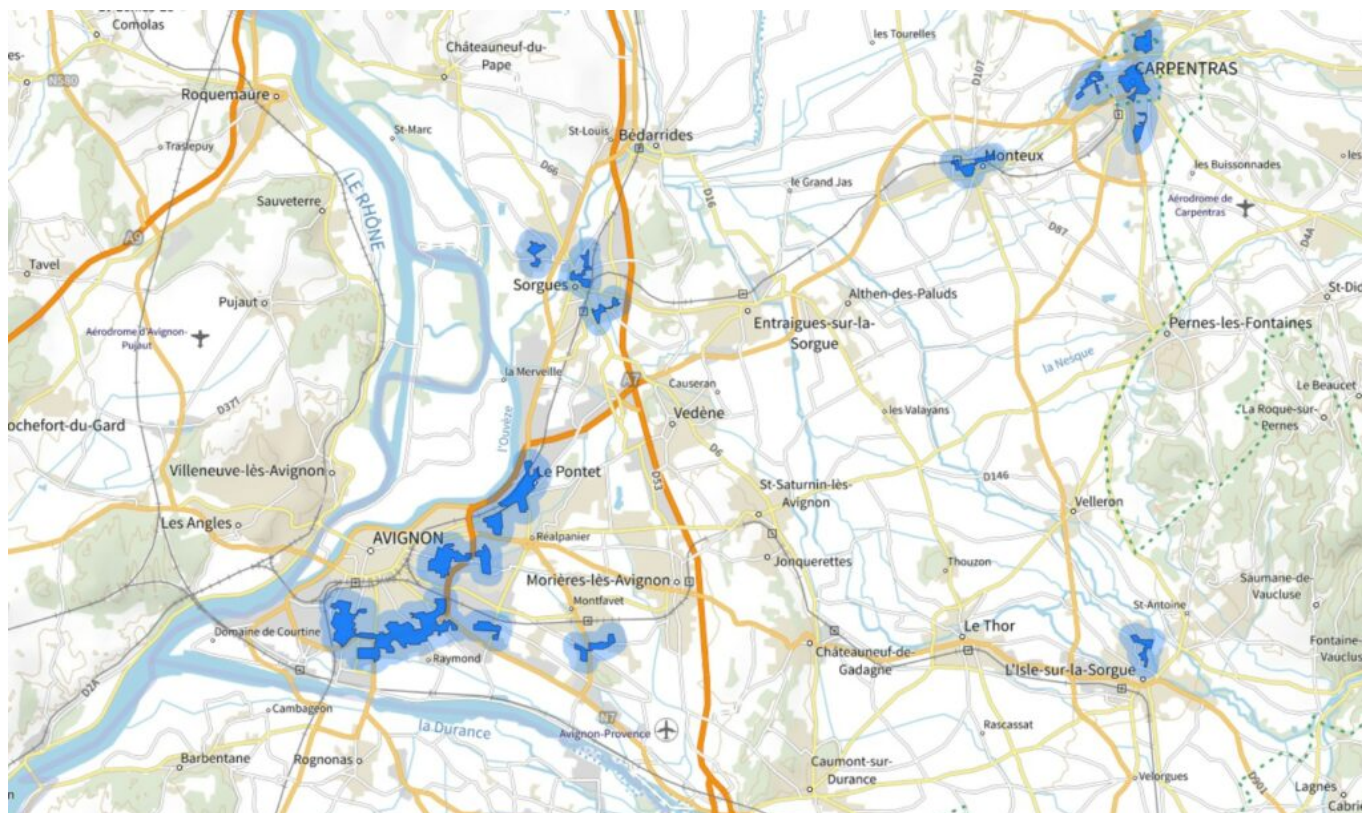 Comolas
Châteauneuf-du-
Pape
les Tourelles
D107
CARPENTRAS
N580
Roquemaure
St-Marc
St-Louis
Bédarrides
Traslepuy
D66
Monteux
les Buissonnades
le Grand Jas
D16
Sauveterre
LE RHÔNE
Aérodrome de
Carpentras
D87
D4A
A9
Tavel
Sorgues
Pujaut
Althen-des-Paluds
Entraigues-sur-la-
Sorgue
Pernes-les-Fontaines
Aérodrome d'Avignon-
Pujaut
la Nesque
la Merveille
A7
Causeran
Le Beaucet
D371
Vedène
les Valayans
La Roque-sur-
Pernes
ochefort-du-Gard
l'Ouvèze
D6
Villeneuve-lès-Avignon
Le Pontet
D53
D146
St-Saturnin-lès-
Avignon
Velleron
Les Angles
Réalpanier
AVIGNON
Jonquerettes
Thouzon
Morières-lès-Avignon
Saumane-de-
Vaucluse
Montfavet
St-Antoine
Domaine de Courtine
Le Thor
Fontaine-
Vauclus
Raymond
Châteauneuf-de-
Gadagne
L'Isle-sur-la-Sorgue
D2A
Cambageon
la Durance
N7
Avignon-Provence
Rascassat
Barbentane
Rognonas
Caumont-sur-
Durance
Velorgues
D901
Lagnes
Cabri